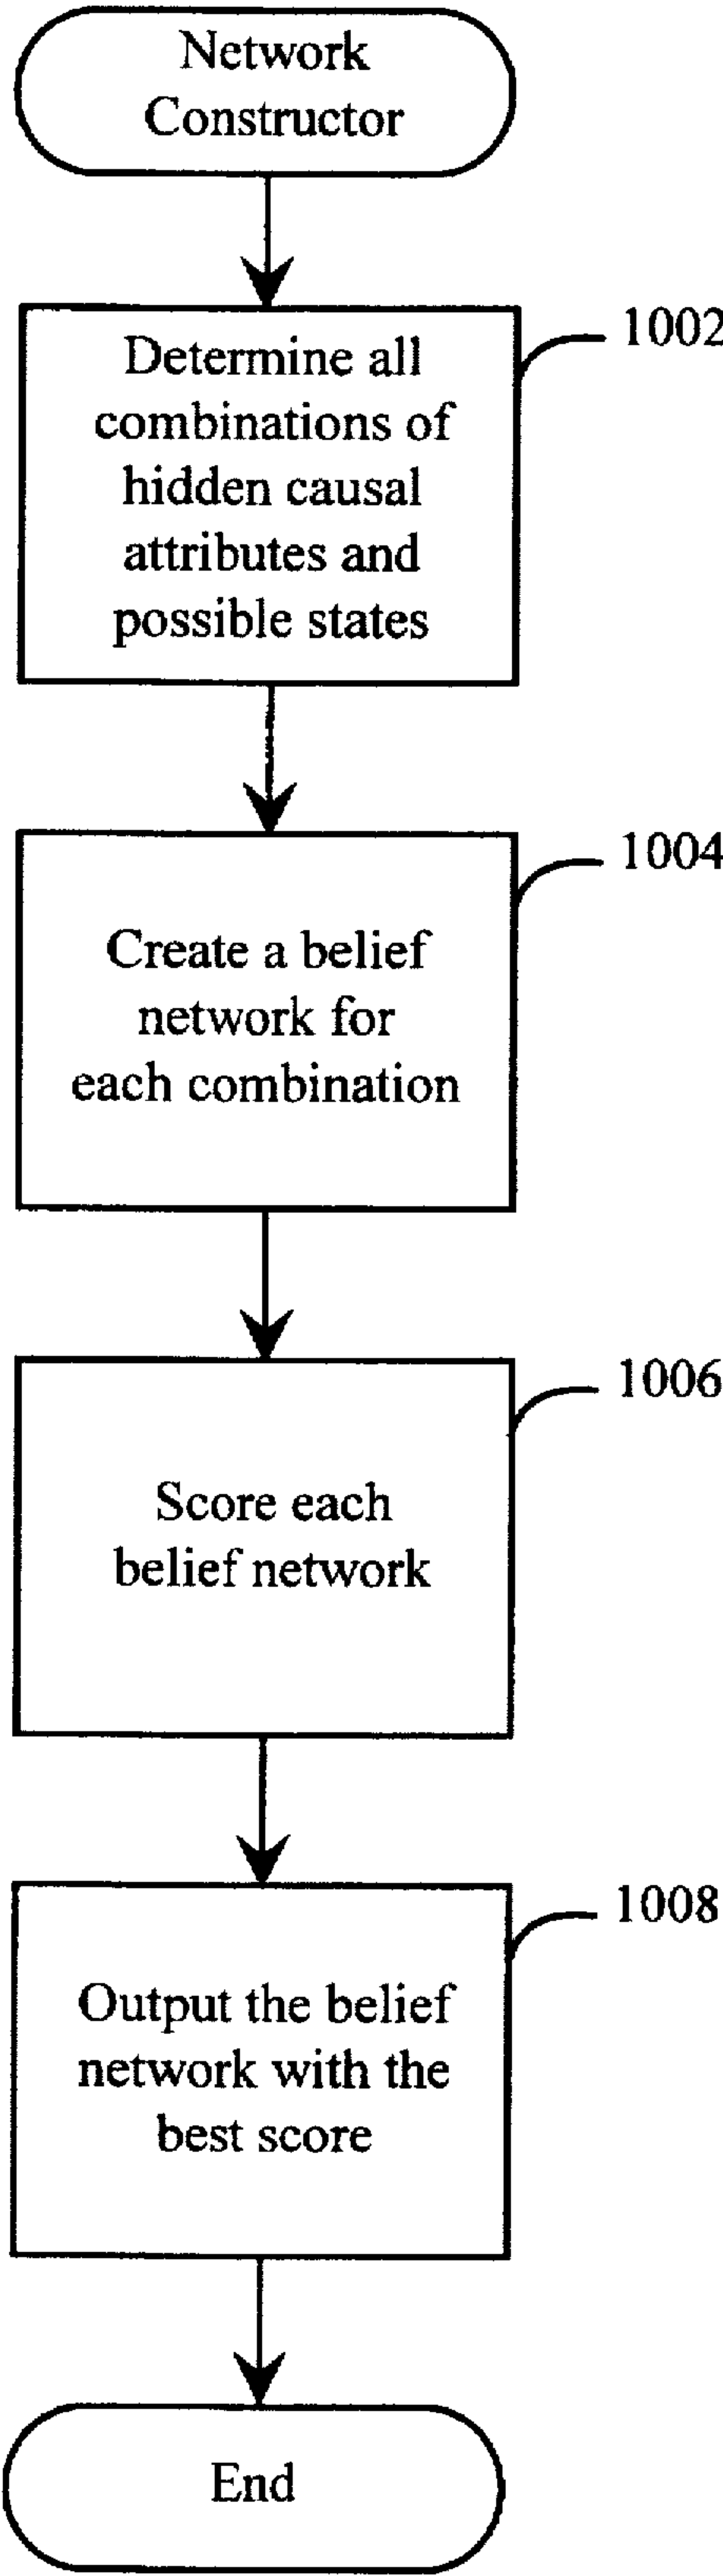 Network
Constructor
1002
Determine all
combinations of
hidden causal
attributes and
possible states
1004
Create a belief
network for
each combination
1006
Score each
belief network
1008
Output the belief
network with the
best score
End